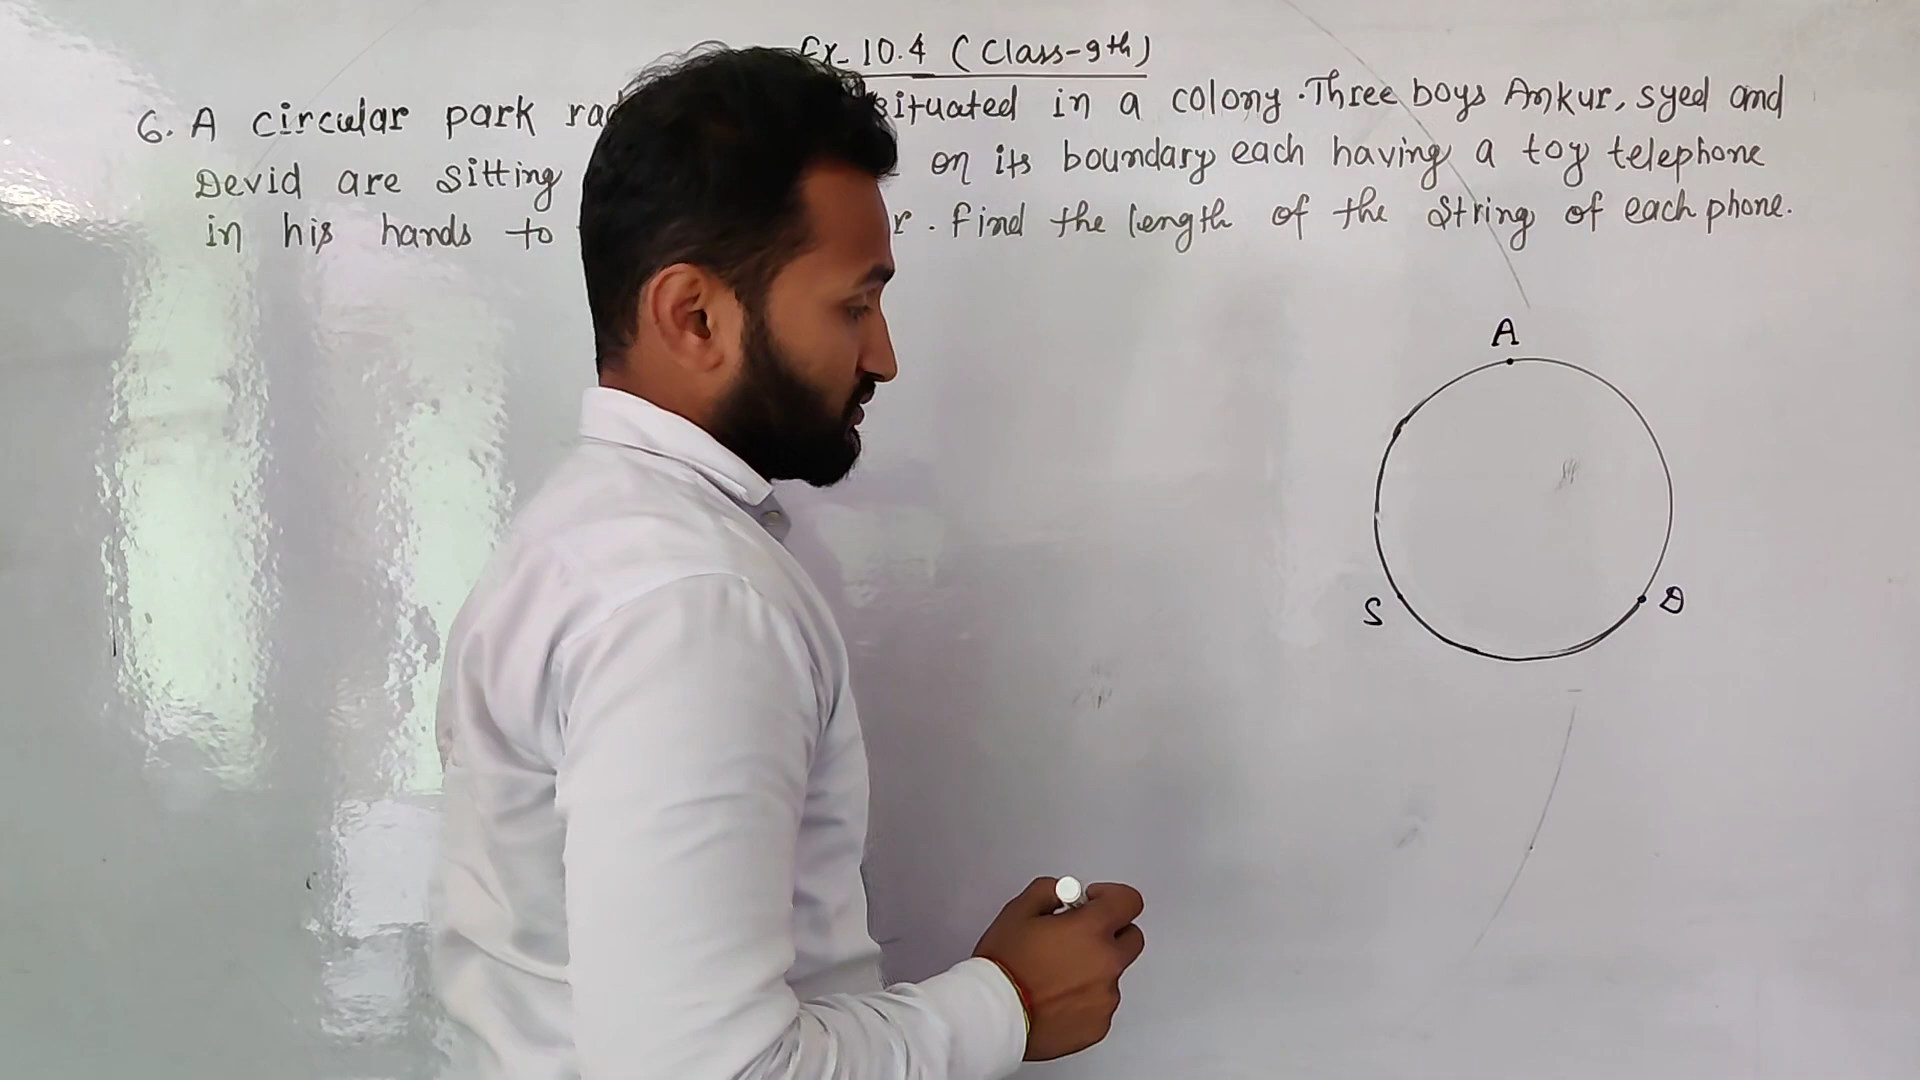 Ex- 10.4 (Class-9th)
6. A circular park situated in a colony. Three boys Ankur, syed and
Devid are sitting on its boundary each having a toy telephone
in his hands to . Find the length of the string of each phone.
A
S
D